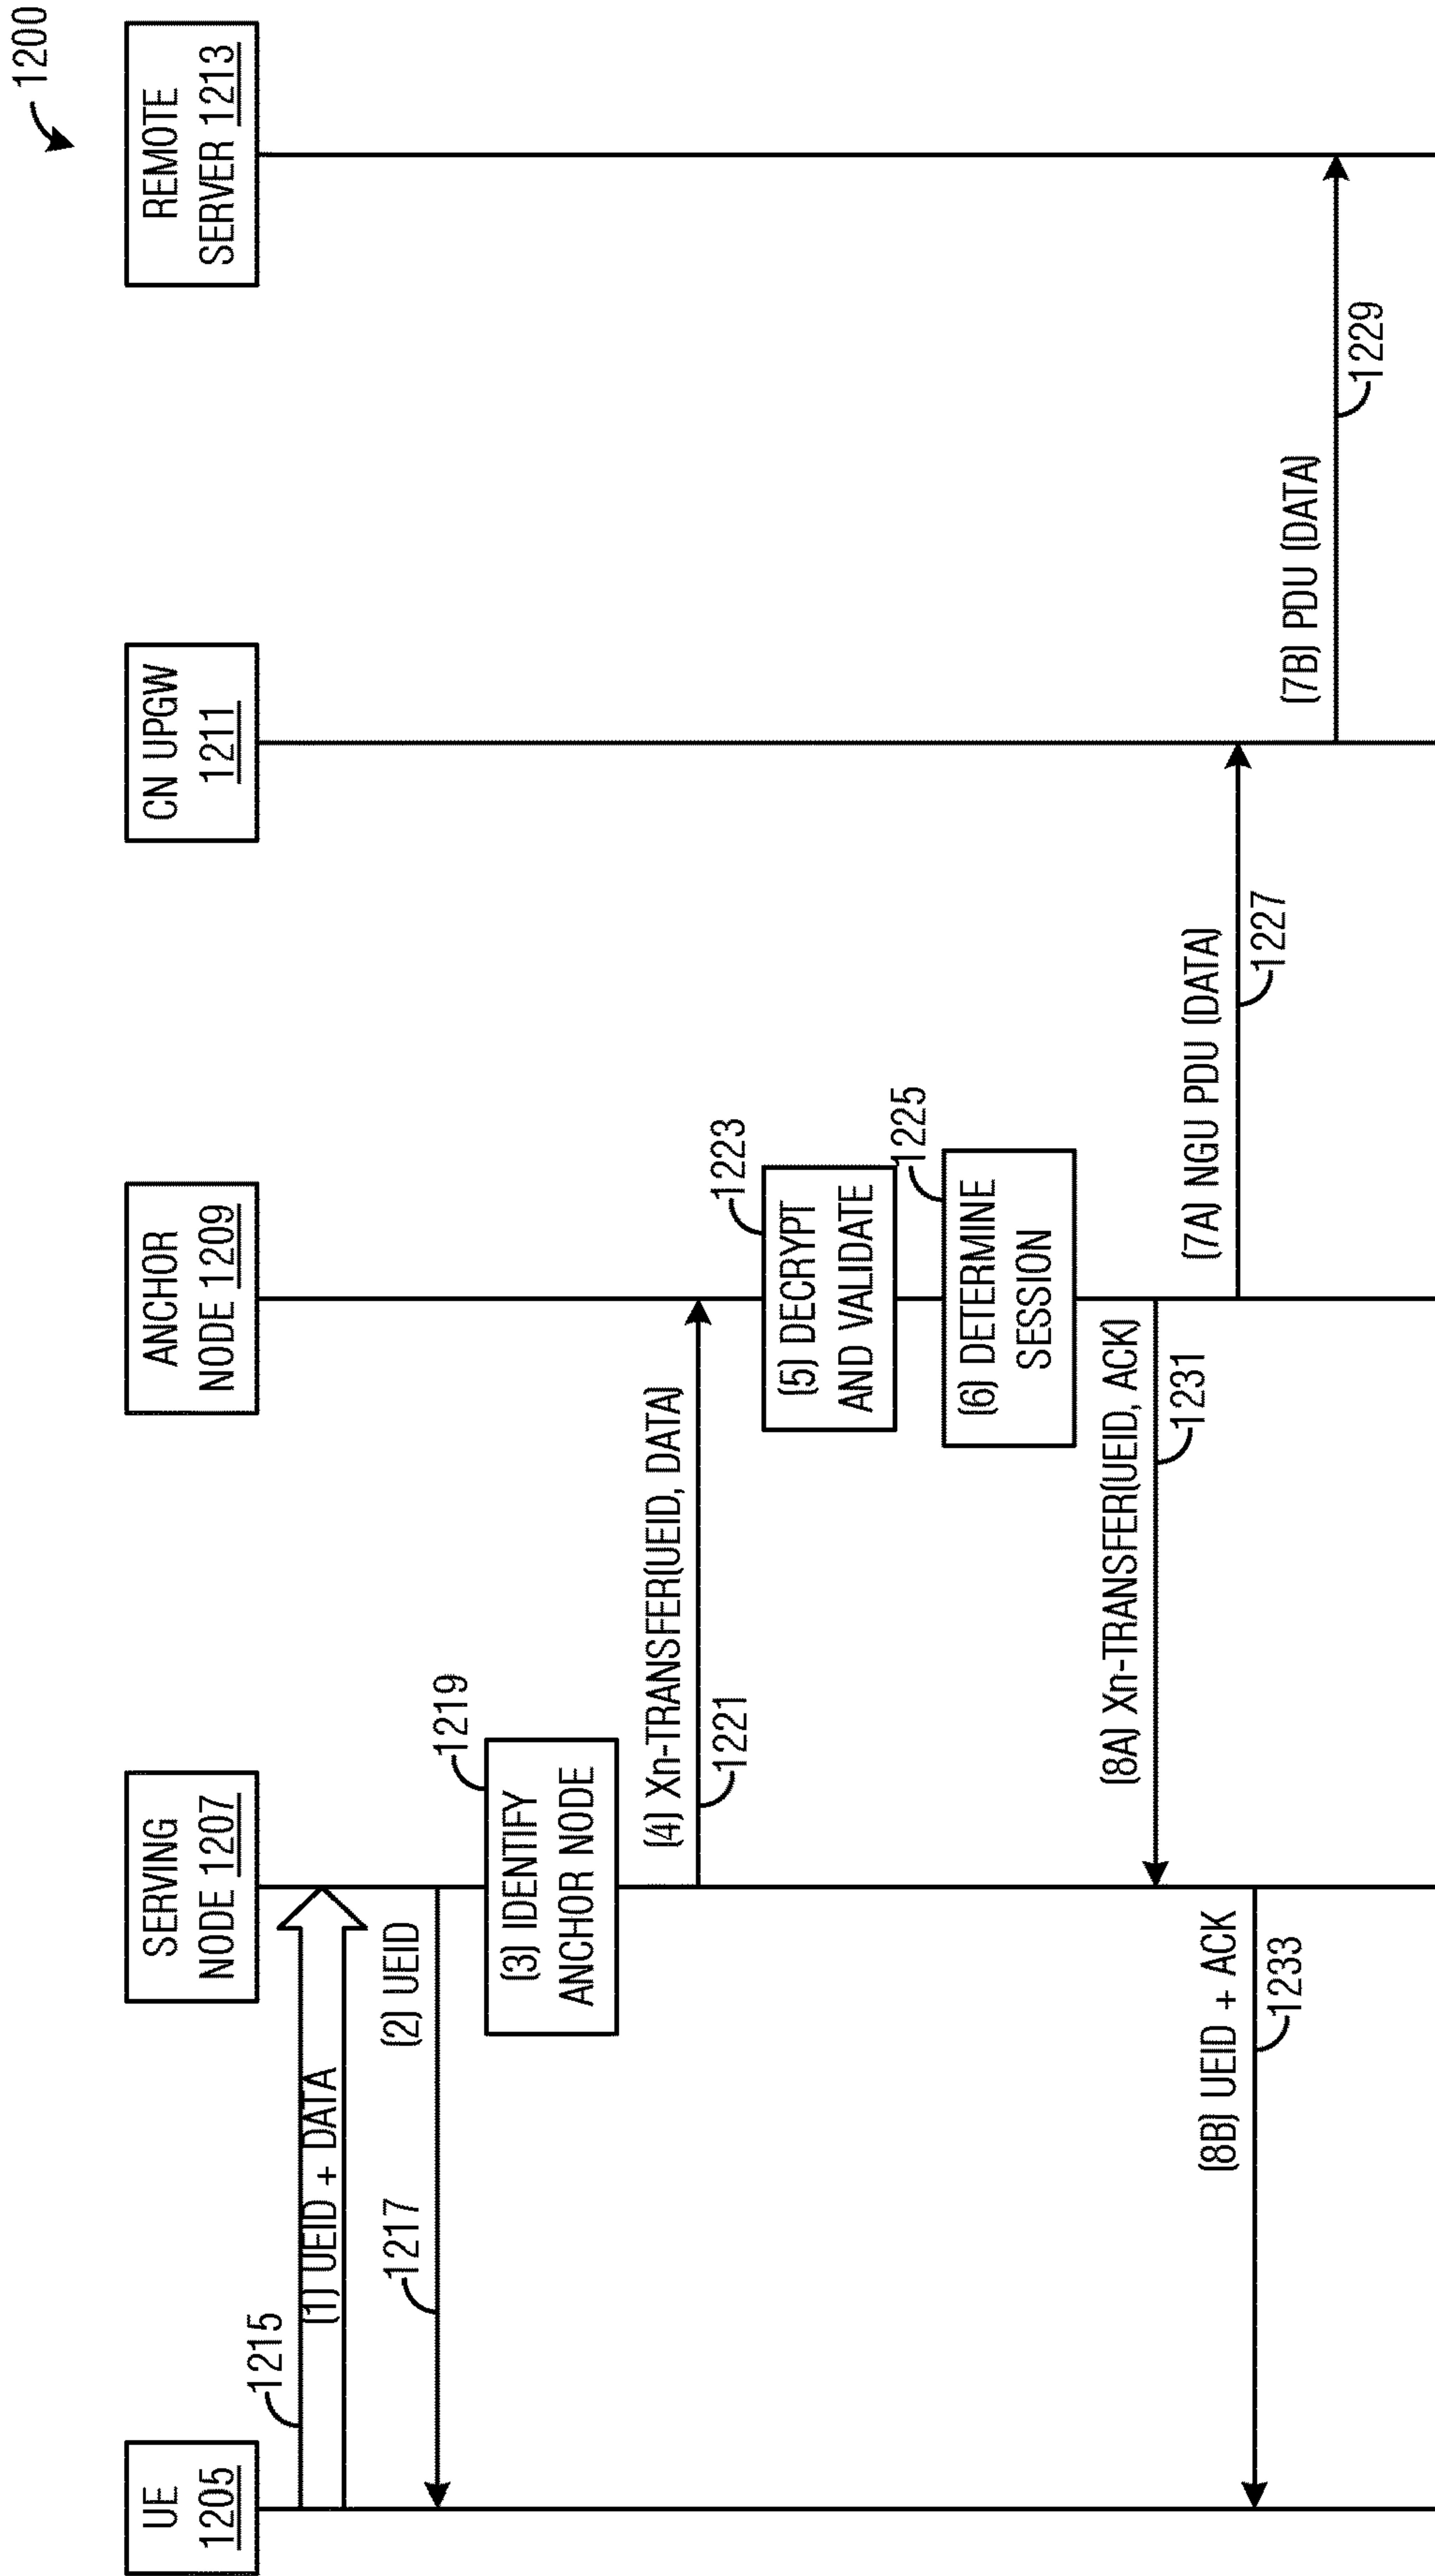 1200
UE
1205
SERVING
NODE 1207
ANCHOR
NODE 1209
CN UPGW
1211
REMOTE
SERVER 1213
1215
(1) UEID + DATA
1217
(2) UEID
1219
(3) IDENTIFY
ANCHOR NODE
(4) Xn-TRANSFER(UEID, DATA)
1221
1223
(5) DECRYPT
AND VALIDATE
1225
(6) DETERMINE
SESSION
(8A) Xn-TRANSFER(UEID, ACK)
1231
(7A) NGU PDU (DATA)
1227
(8B) UEID + ACK
1233
(7B) PDU (DATA)
1229